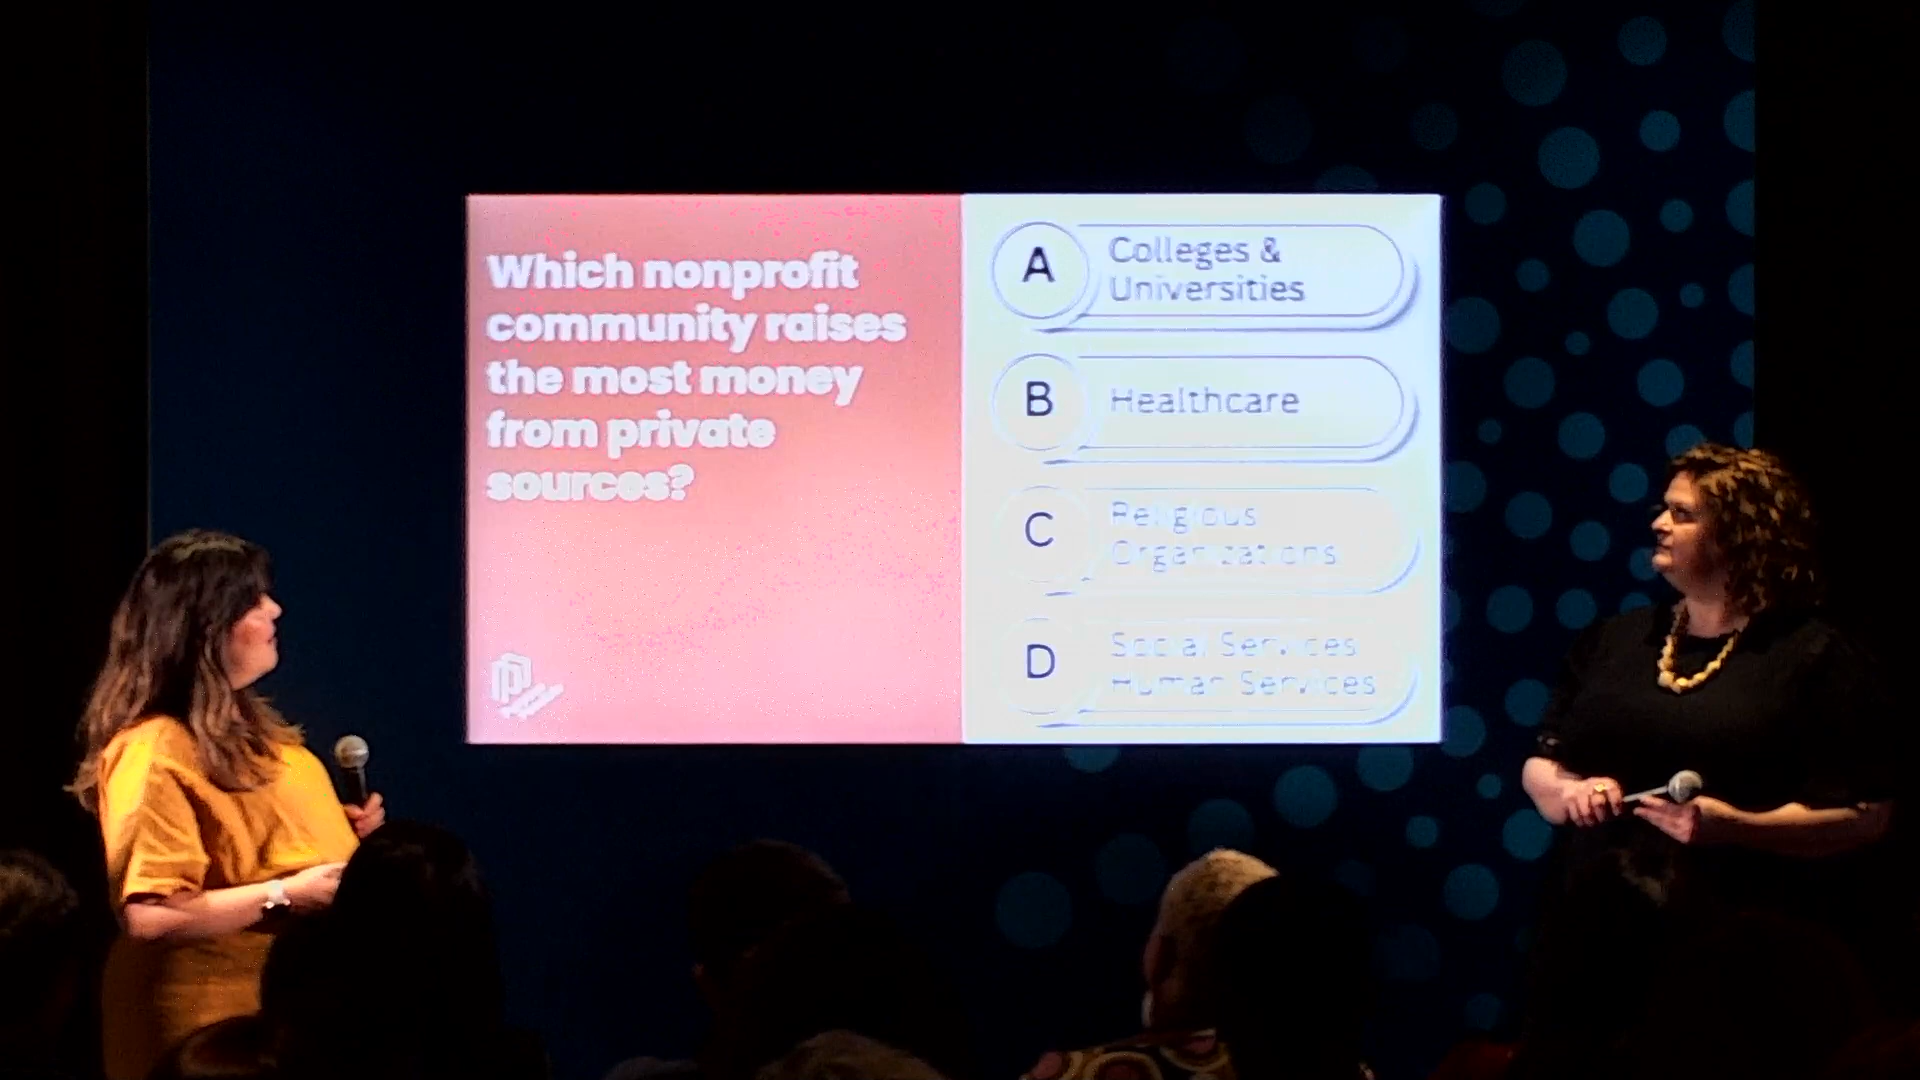 Which nonprofit
community raises
the most money
from private
sources?
A
Colleges &
Universities
B
Healthcare
C
Religious
Organizations
D
Social Services
Human Services